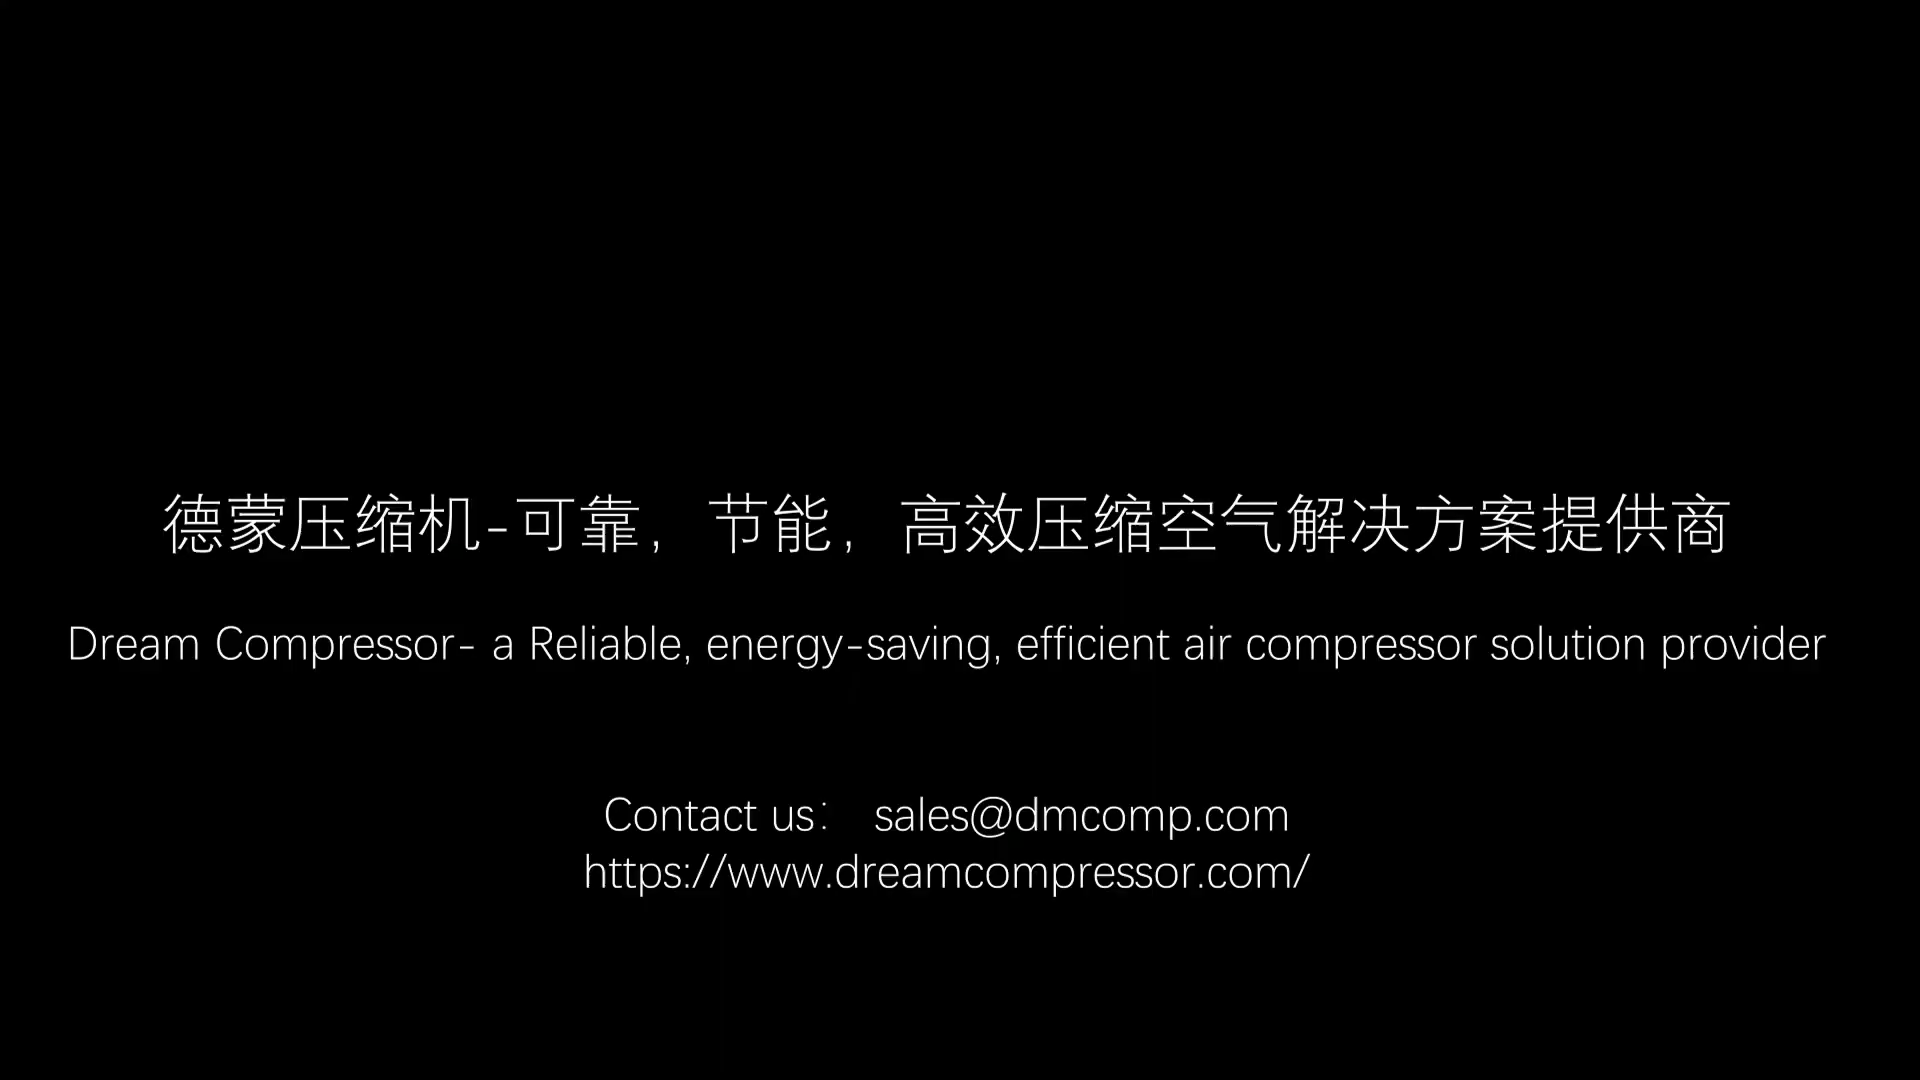 德蒙压缩机-可靠，节能，高效压缩空气解决方案提供商
Dream Compressor- a Reliable, energy-saving, efficient air compressor solution provider
Contact us： sales@dmcomp.com
https://www.dreamcompressor.com/